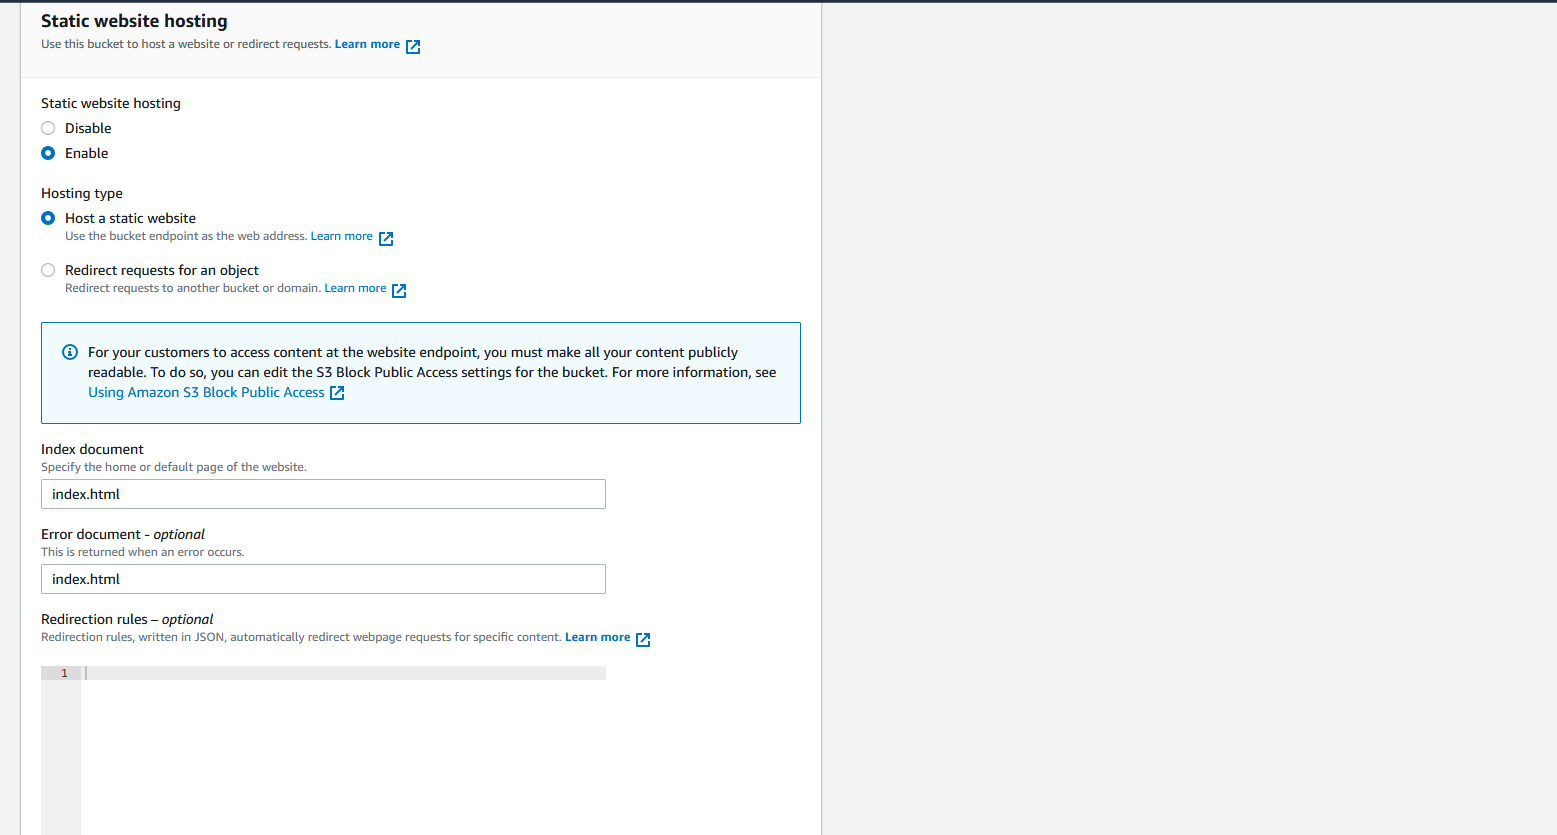 Static website hosting
Use this bucket to host a website or redirect requests. Learn more
Static website hosting
Disable
Enable
Hosting type
Host a static website
Use the bucket endpoint as the web address. Learn more
Redirect requests for an object
Redirect requests to another bucket or domain. Learn more
For your customers to access content at the website endpoint, you must make all your content publicly
readable. To do so, you can edit the S3 Block Public Access settings for the bucket. For more information, see
Using Amazon S3 Block Public Access
Index document
Specify the home or default page of the website.
index.html
Error document - optional
This is returned when an error occurs.
index.html
Redirection rules – optional
Redirection rules, written in JSON, automatically redirect webpage requests for specific content. Learn more
1